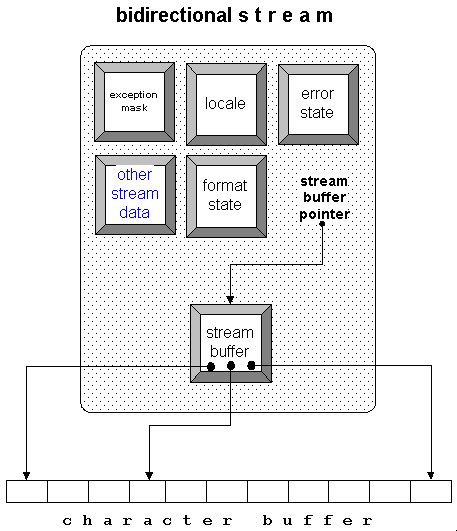 bidirectional s t r e a m
exception
mask
locale
error
state
other
stream
data
format
state
stream
buffer
pointer
stream
buffer
c h a r a c t e r b u f f e r